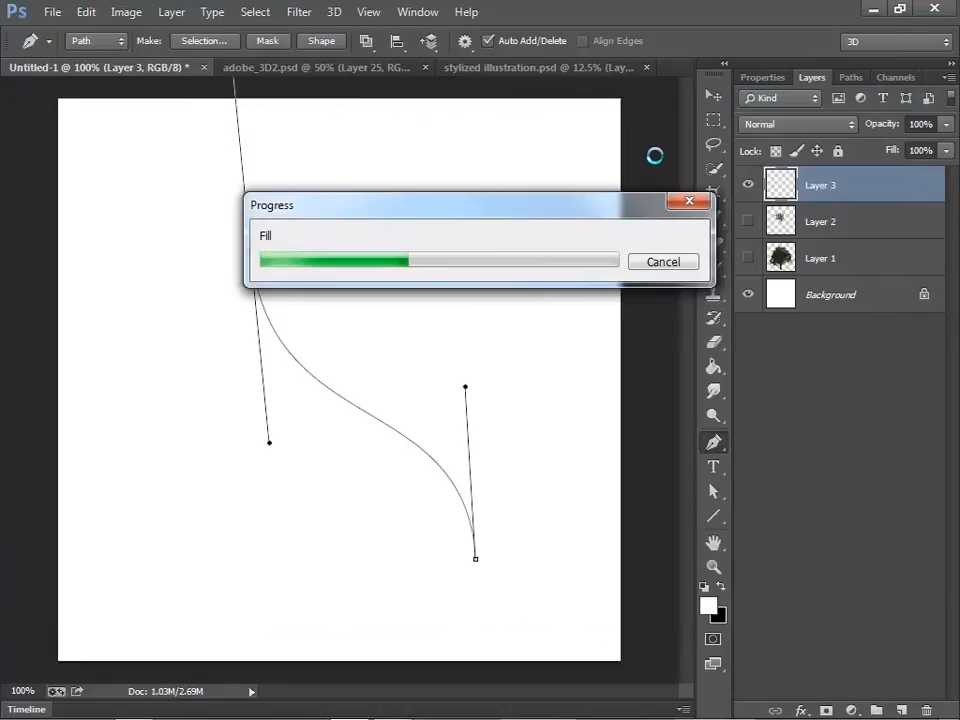 Ps File Edit Image Layer Type Select Filter 3D View Window Help
Path Make: Selection... Mask Shape Auto Add/Delete Align Edges 3D
Untitled-1 @ 100% (Layer 3, RGB/8) * × adobe_3D2.psd @ 50% (Layer 25, RG... × stylized illustration.psd @ 12.5% (Lay... ×
Properties Layers Paths Channels
Kind
Normal Opacity: 100%
Lock: Fill: 100%
Layer 3
Layer 2
Layer 1
Background
Progress
Fill
Cancel
100% Doc: 1.03M/2.69M
Timeline